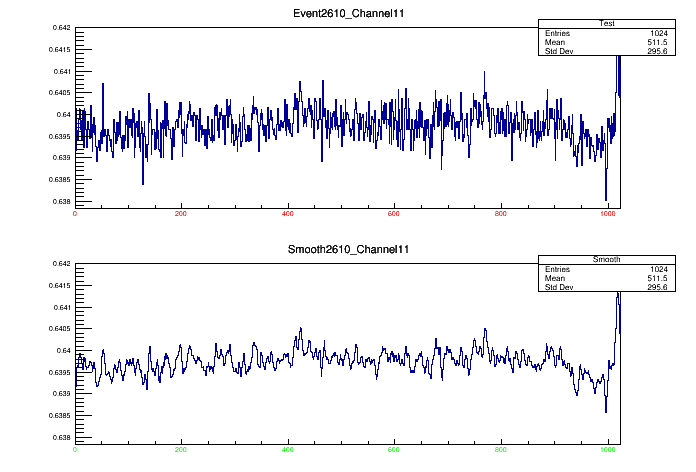 Event2610_Channel11
Test
Entries 1024
Mean 511.5
Std Dev 295.6
0.642
0.6415
0.641
0.6405
0.64
0.6395
0.639
0.6385
0.638
0 200 400 600 800 1000
Smooth2610_Channel11
Smooth
Entries 1024
Mean 511.5
Std Dev 295.6
0.642
0.6415
0.641
0.6405
0.64
0.6395
0.639
0.6385
0.638
0 200 400 600 800 1000